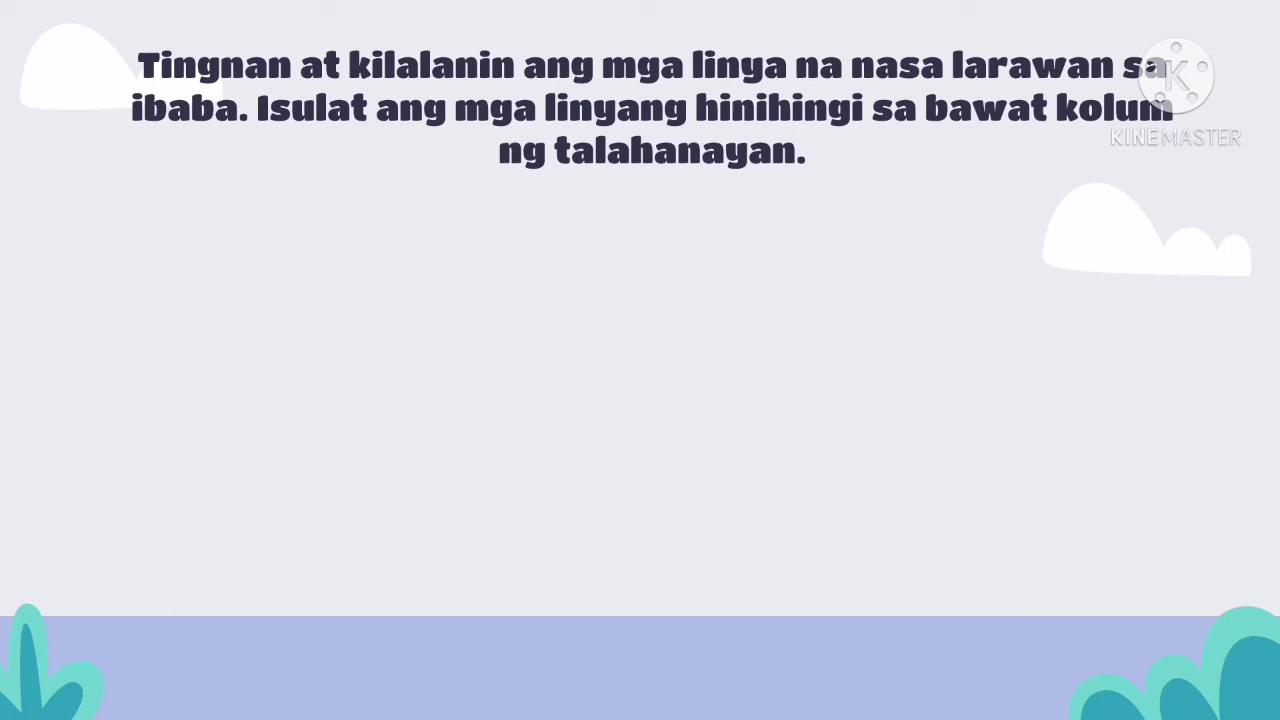 Tingnan at kilalanin ang mga linya na nasa larawan sa
ibaba. Isulat ang mga linyang hinihingi sa bawat kolum
ng talahanayan.
K
KINEMASTER